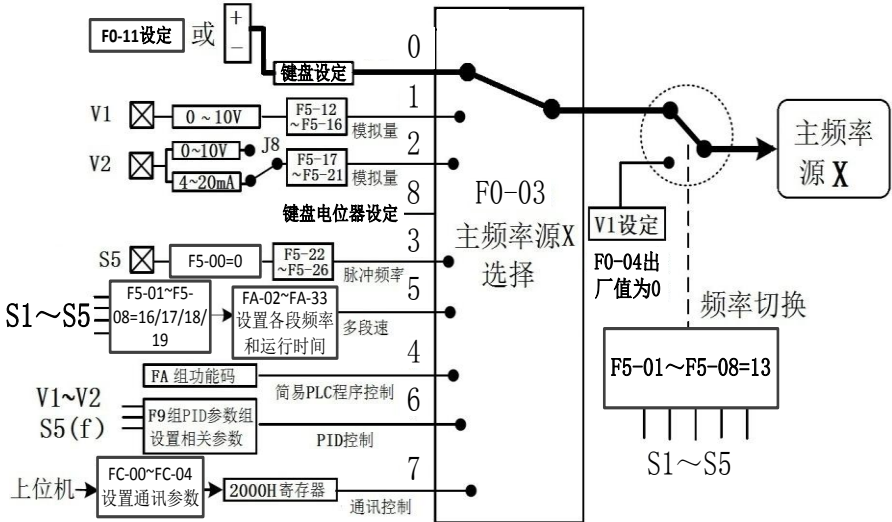 F0-11设定 或 + −
键盘设定 0
V1 0~10V F5-12
~F5-16 模拟量 1
V2 0~10V J8
4~20mA
F5-17
~F5-21 模拟量 2
键盘电位器设定 8
S5 F5-00=0 F5-22
~F5-26 脉冲频率 3
S1～S5
F5-01~F5-
08=16/17/18/
19
FA-02~FA-33
设置各段频率
和运行时间
多段速 5
FA 组功能码 简易PLC程序控制 4
V1~V2
S5(f)
F9组PID参数组
设置相关参数
PID控制 6
上位机
FC-00~FC-04
设置通讯参数
2000H寄存器 通讯控制 7
F0-03
主频率源X
选择
V1设定
F0-04出
厂值为0
主频率
源 X
频率切换
F5-01～F5-08=13
S1～S5